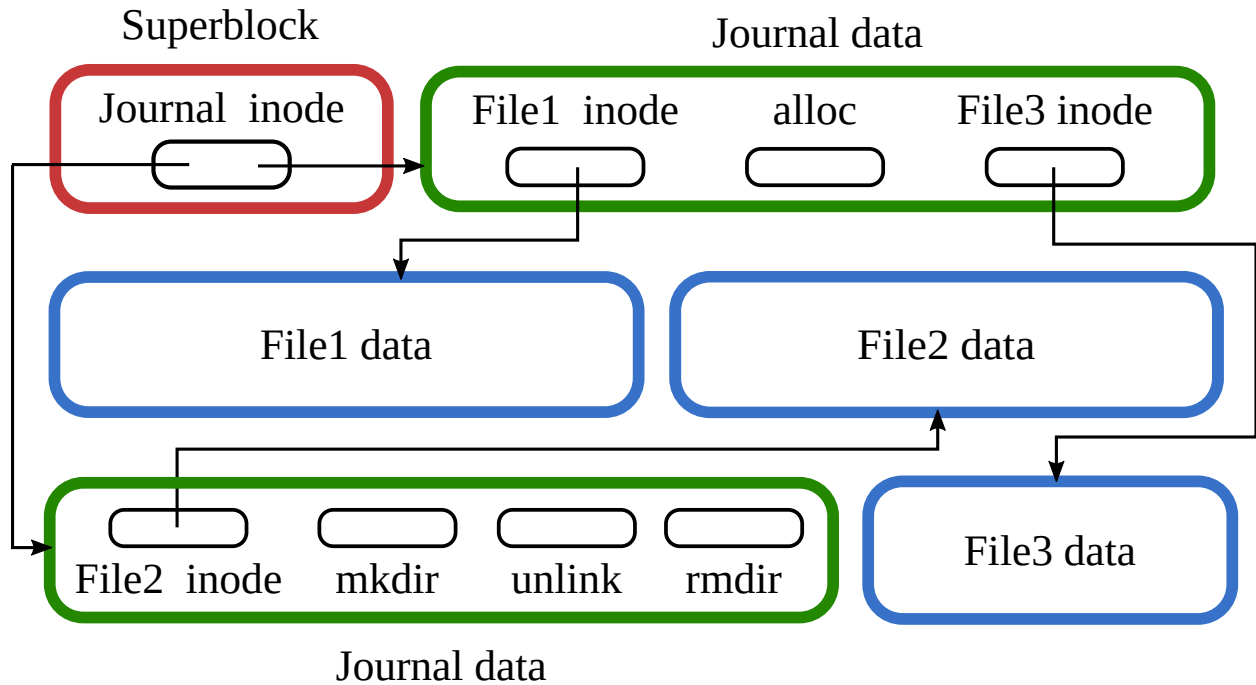 Superblock
Journal data
Journal inode
File1 inode
alloc
File3 inode
File1 data
File2 data
File2 inode
mkdir
unlink
rmdir
File3 data
Journal data